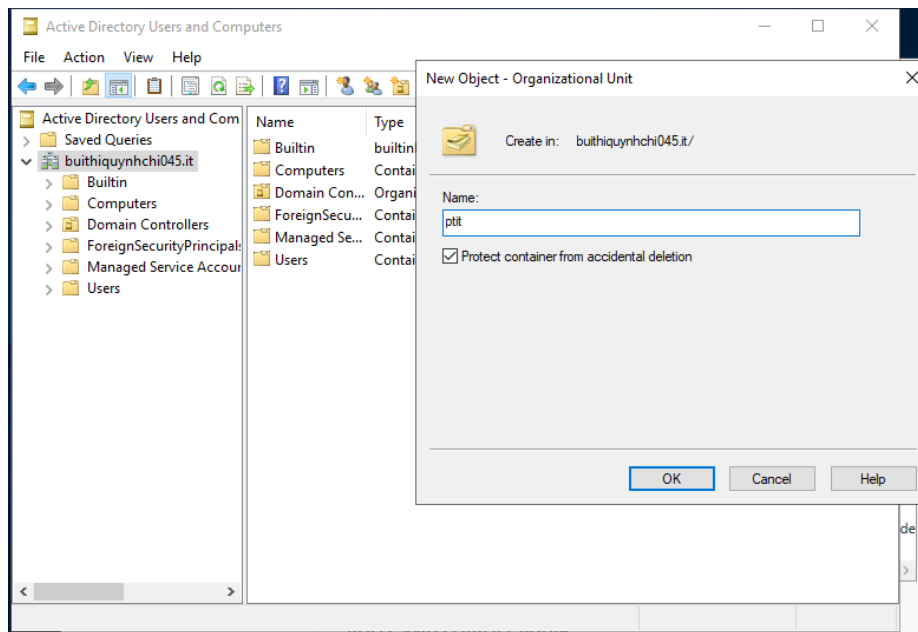 Active Directory Users and Computers
File Action View Help
Active Directory Users and Com
Saved Queries
buithiquynhchi045.it
Builtin
Computers
Domain Controllers
ForeignSecurityPrincipals
Managed Service Accour
Users
Name Type
Builtin builtin
Computers Contai
Domain Con... Organi
ForeignSecu... Contai
Managed Se... Contai
Users Contai
New Object - Organizational Unit
Create in: buithiquynhchi045.it/
Name:
ptit
Protect container from accidental deletion
OK Cancel Help
de